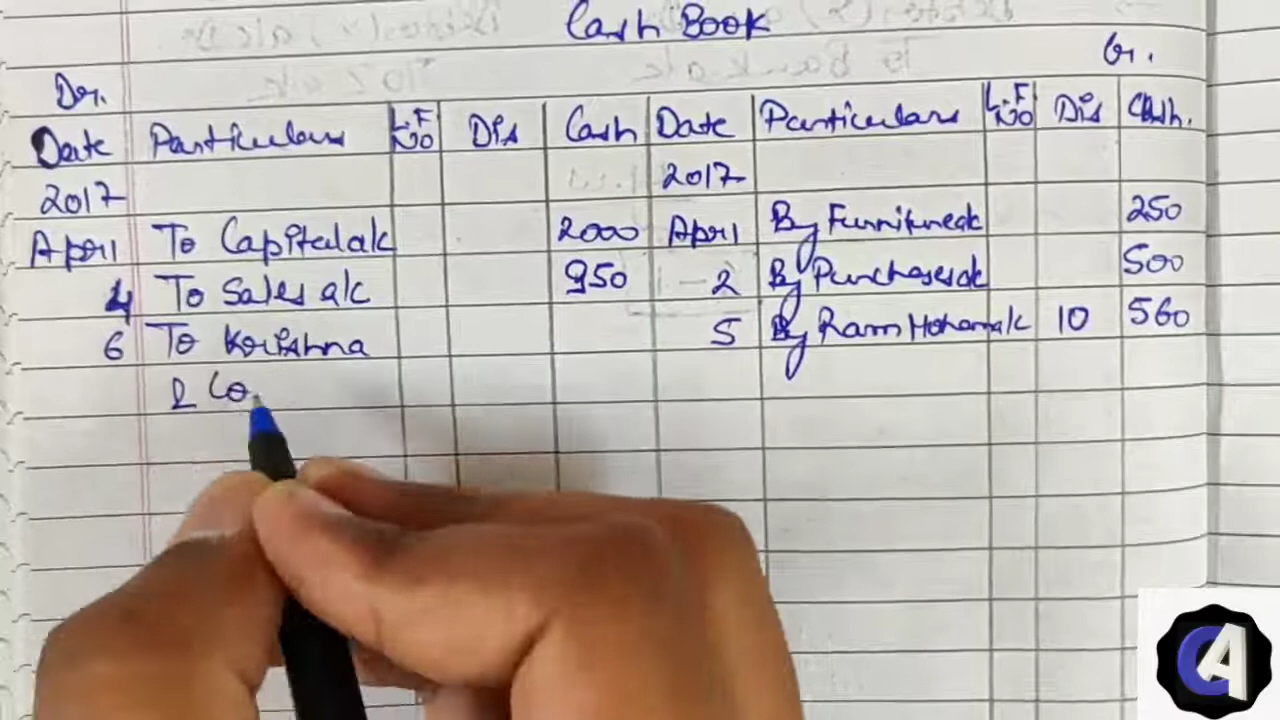 Cash Book
Dr. Cr.
Date Particulars L.F No Dis Cash Date Particulars L.F No Dis Cash.
2017 2017
April To Capital a/c 2000 April By Furniture a/c 250
4 To Sales a/c 950 2 By Purchases a/c 500
6 To Krishna 5 By Ram Mohan a/c 10 560
& Co
CA